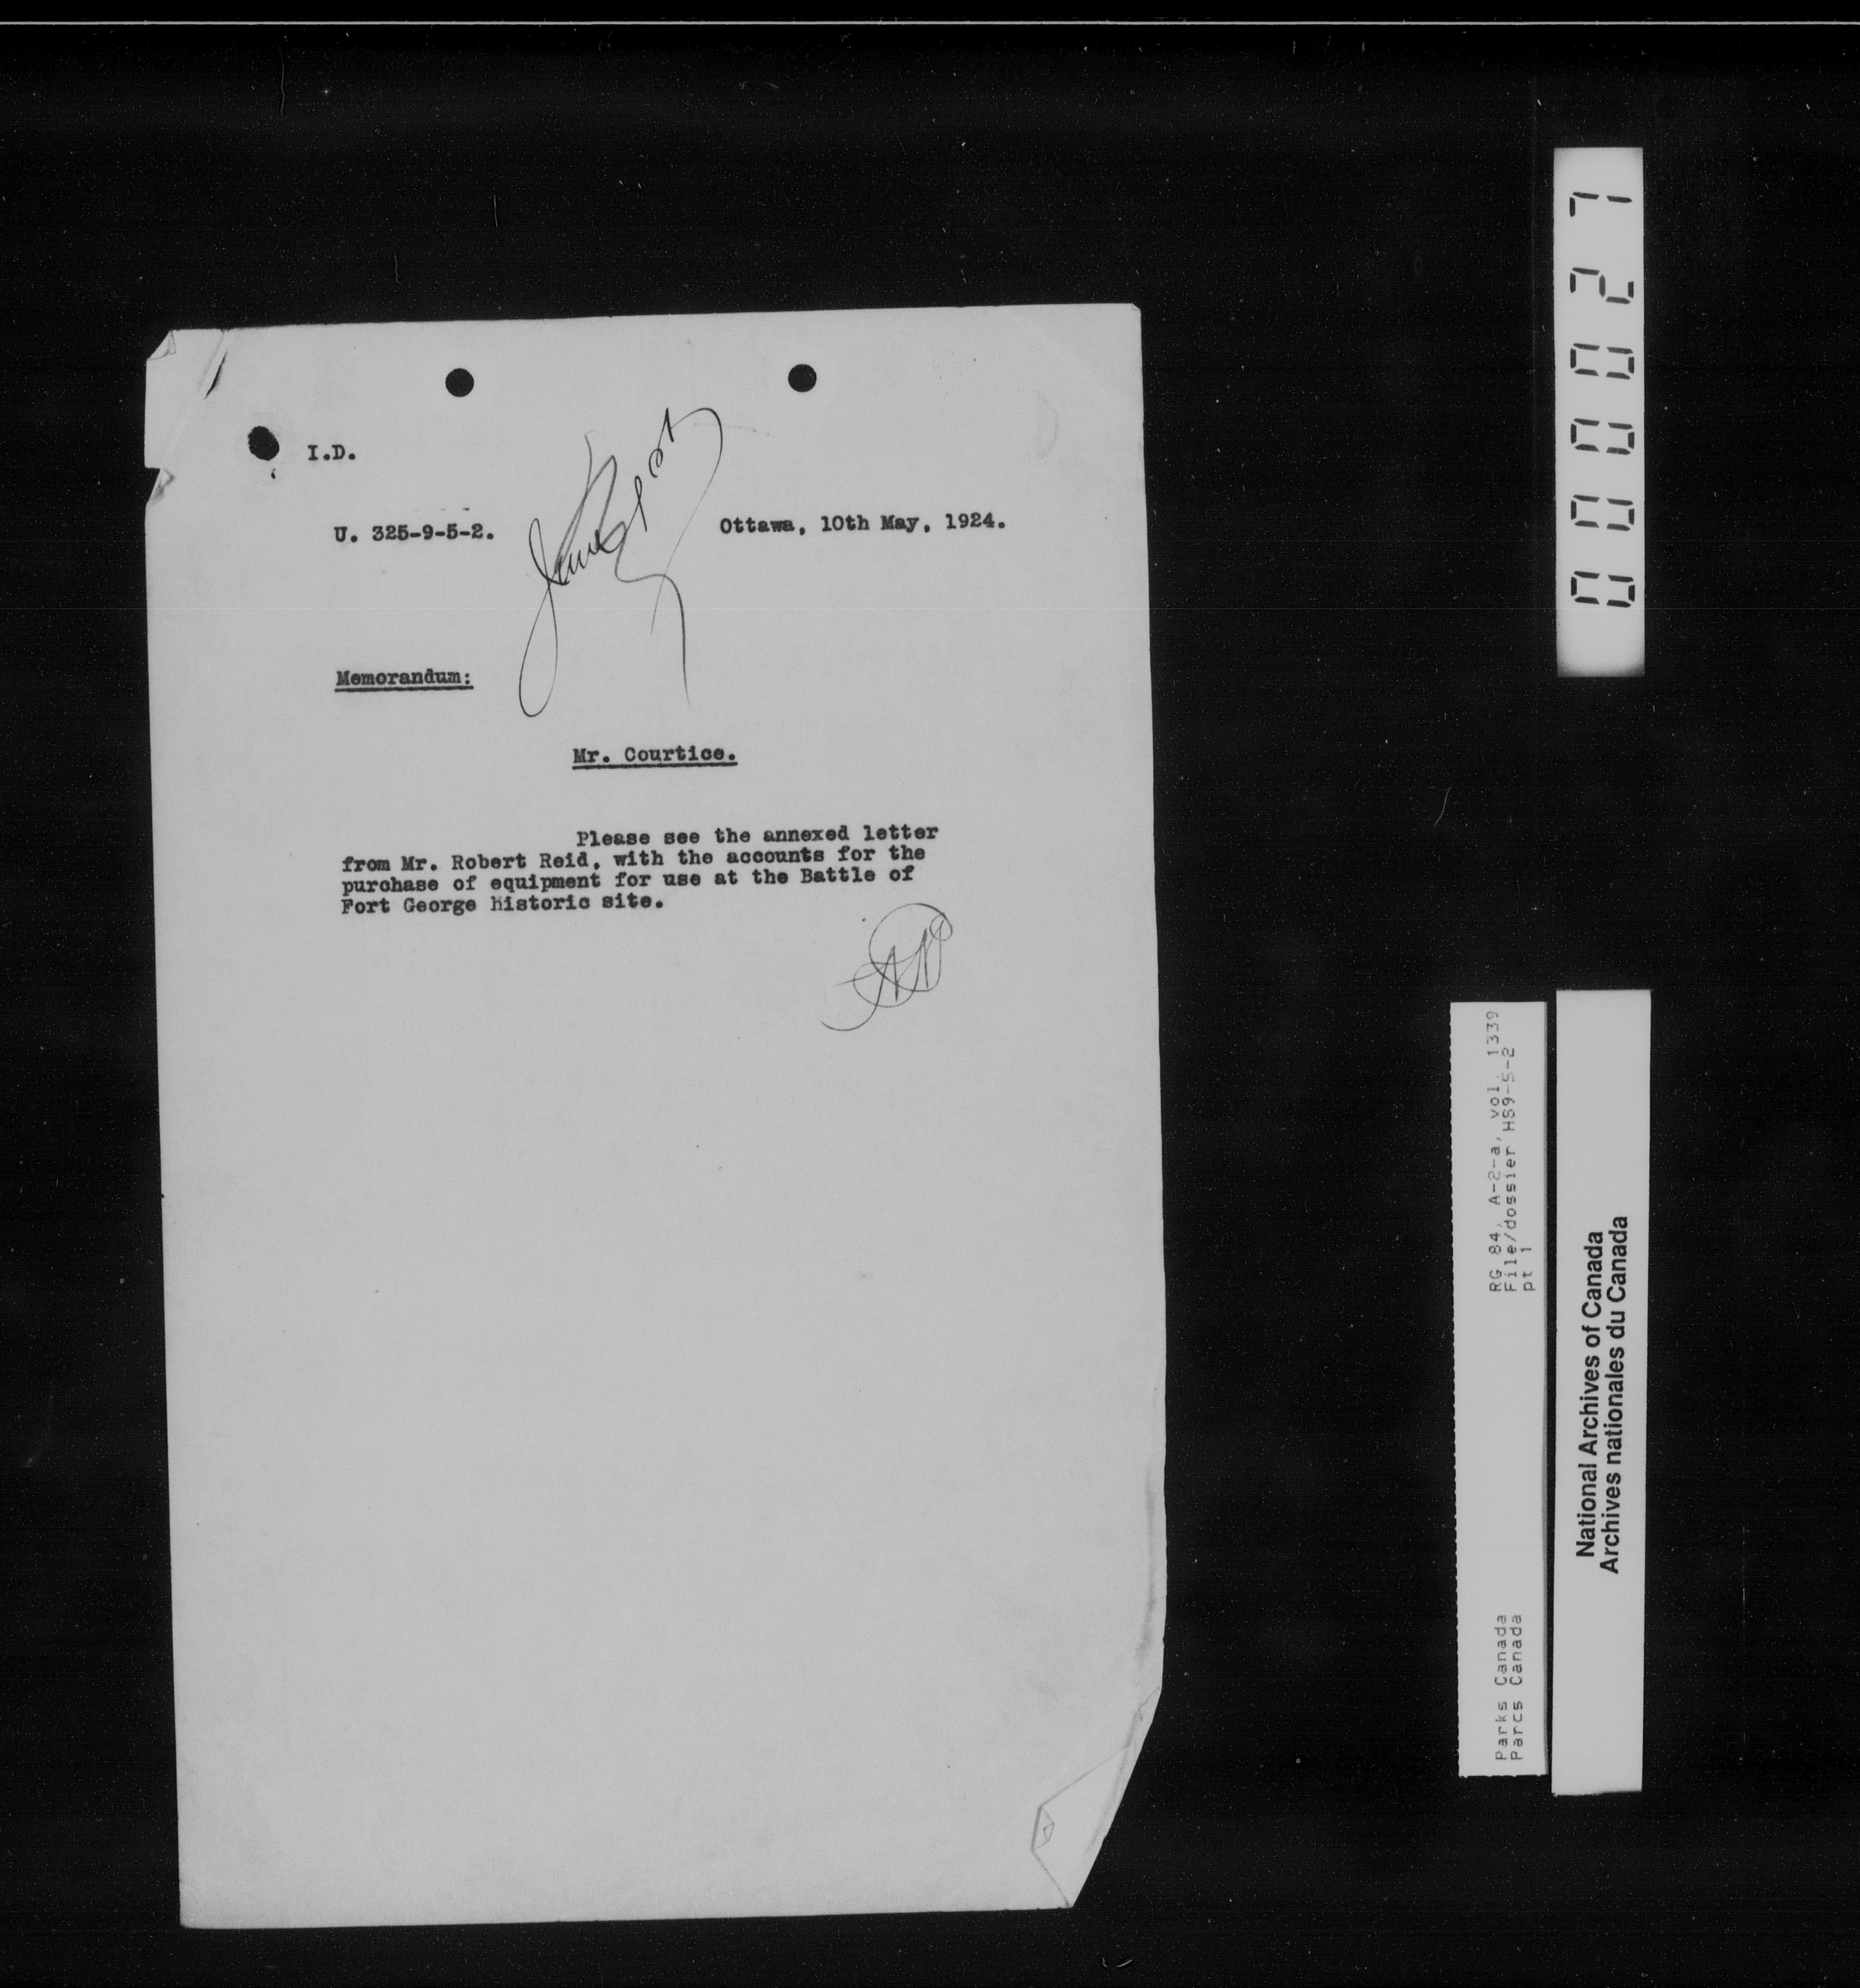 I.D.
U. 325-9-5-2.
Ottawa, 10th May, 1924.
Memorandum:
Mr. Courtice.
Please see the annexed letter
from Mr. Robert Reid, with the accounts for the
purchase of equipment for use at the Battle of
Fort George historic site.
000027
RG 84, A-2-a, vol. 1339
File/dossier HS9-5-2
pt 1
Parks Canada
Parcs Canada
National Archives of Canada
Archives nationales du Canada